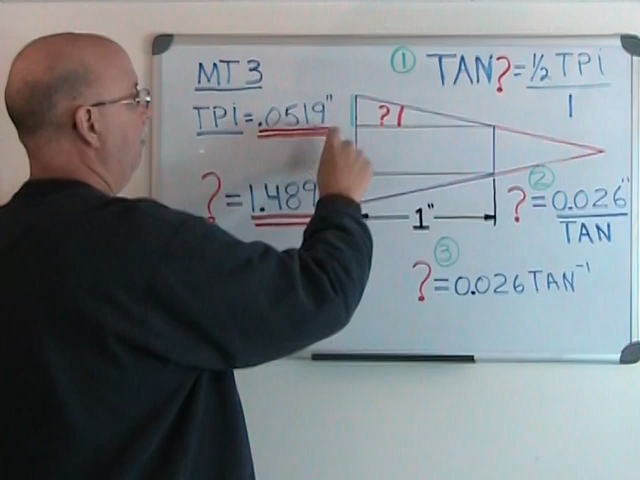 MT3
TPi=.0519"
?=1.489
① TAN?=½TPi
1
??
1"
② ?=0.026"
TAN
③
?=0.026TAN⁻¹